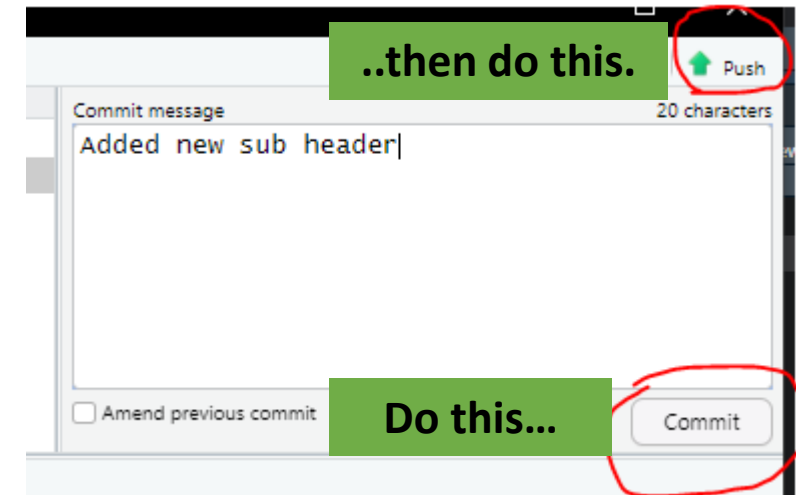 ..then do this.
Push
Commit message
20 characters
Added new sub header
Amend previous commit
Do this...
Commit